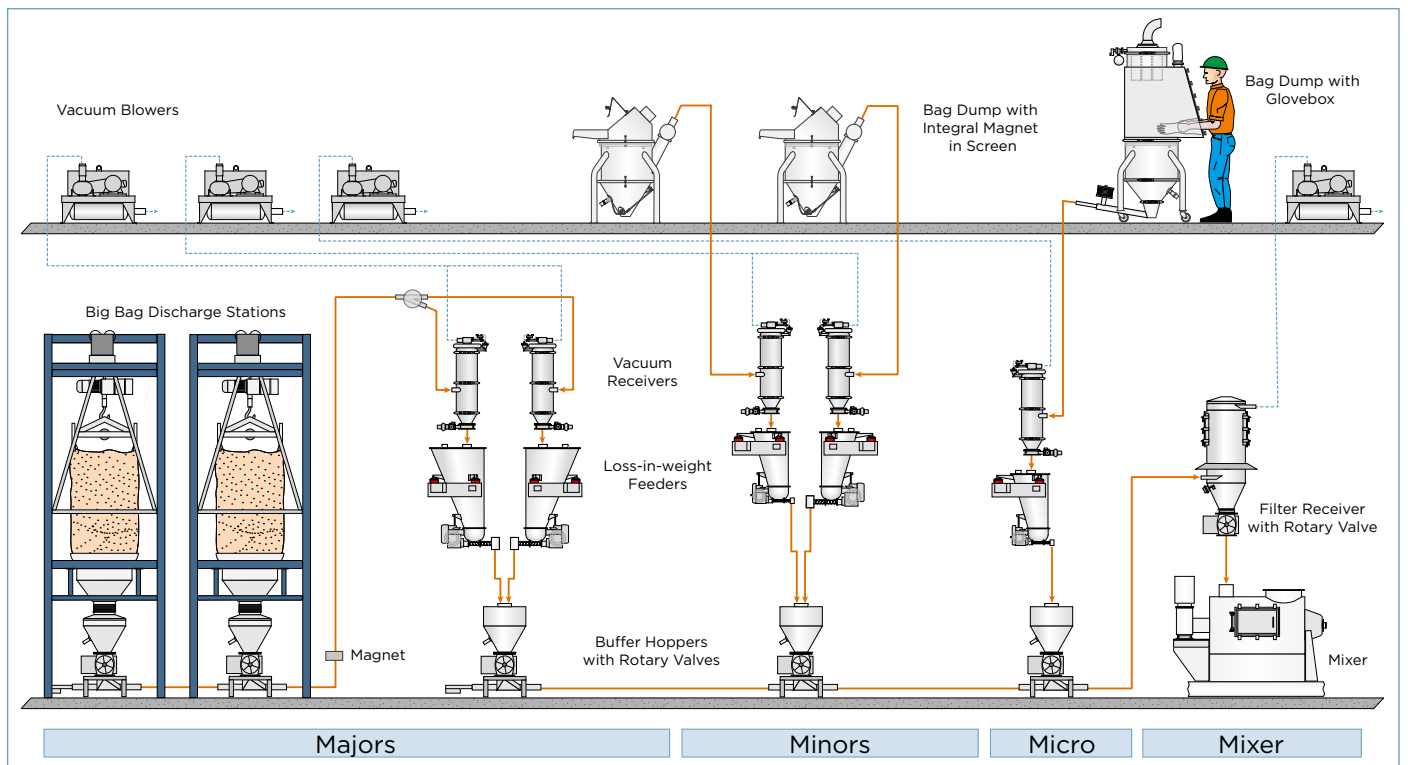 Vacuum Blowers
Bag Dump with
Integral Magnet
in Screen
Bag Dump with
Glovebox
Big Bag Discharge Stations
Vacuum
Receivers
Loss-in-weight
Feeders
Filter Receiver
with Rotary Valve
Magnet
Buffer Hoppers
with Rotary Valves
Mixer
Majors
Minors
Micro
Mixer